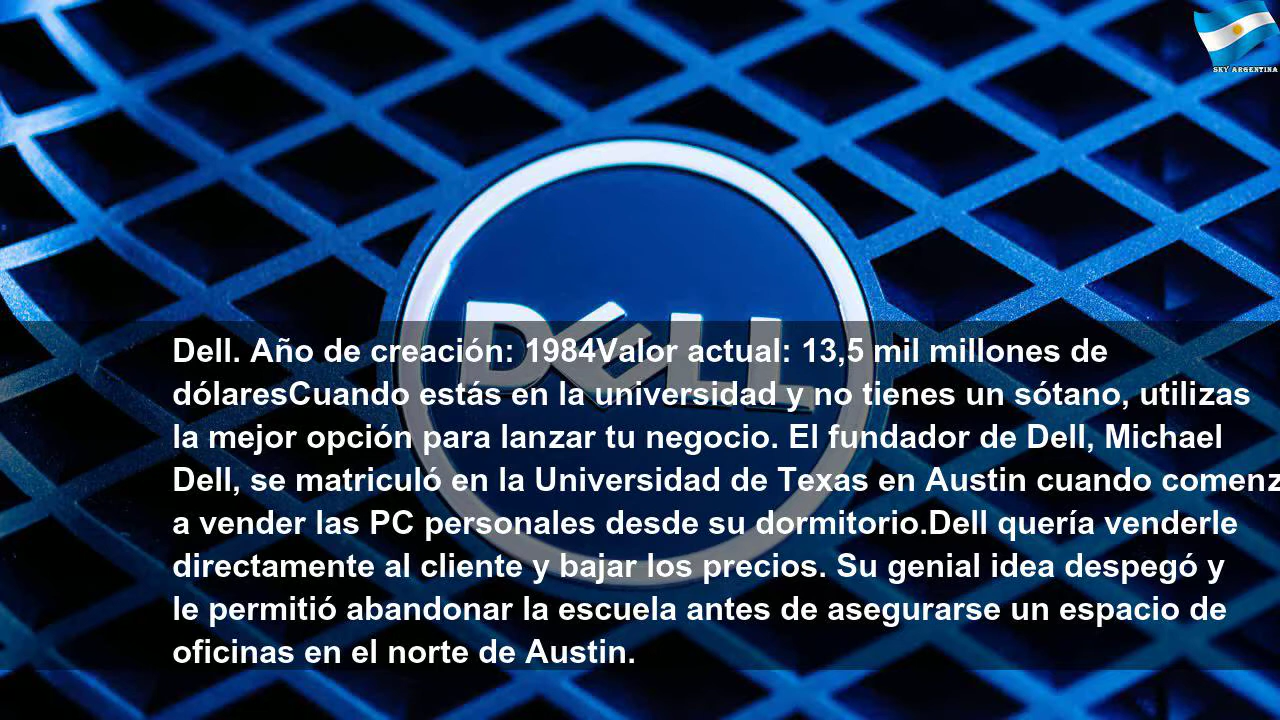 SKY ARGENTINA
DELL
Dell. Año de creación: 1984Valor actual: 13,5 mil millones de
dólaresCuando estás en la universidad y no tienes un sótano, utilizas
la mejor opción para lanzar tu negocio. El fundador de Dell, Michael
Dell, se matriculó en la Universidad de Texas en Austin cuando comenz
a vender las PC personales desde su dormitorio.Dell quería venderle
directamente al cliente y bajar los precios. Su genial idea despegó y
le permitió abandonar la escuela antes de asegurarse un espacio de
oficinas en el norte de Austin.